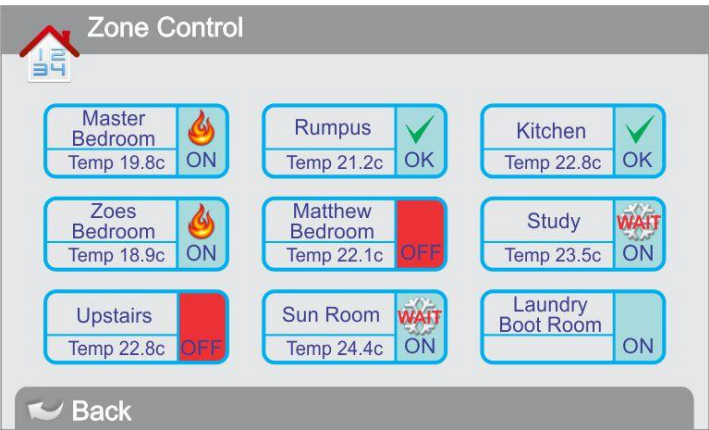 Zone Control
12
34
Master
Bedroom
Temp 19.8c
ON
Rumpus
Temp 21.2c
OK
Kitchen
Temp 22.8c
OK
Zoes
Bedroom
Temp 18.9c
ON
Matthew
Bedroom
Temp 22.1c
OFF
Study
Temp 23.5c
WAIT
ON
Upstairs
Temp 22.8c
OFF
Sun Room
Temp 24.4c
WAIT
ON
Laundry
Boot Room
ON
Back